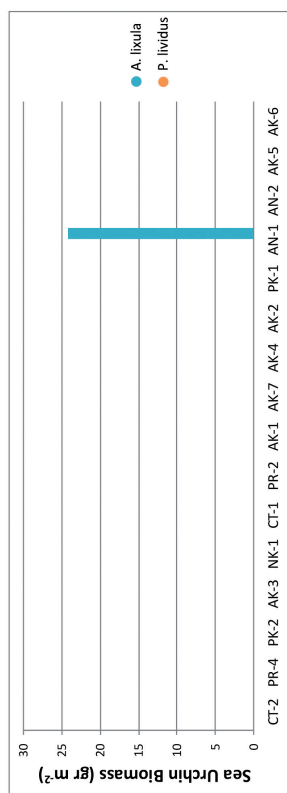 Sea Urchin Biomass (gr m⁻²)
30
25
20
15
10
5
0
CT-2 PR-4 PK-2 AK-3 NK-1 CT-1 PR-2 AK-1 AK-7 AK-4 AK-2 PK-1 AN-1 AN-2 AK-5 AK-6
A. lixula
P. lividus